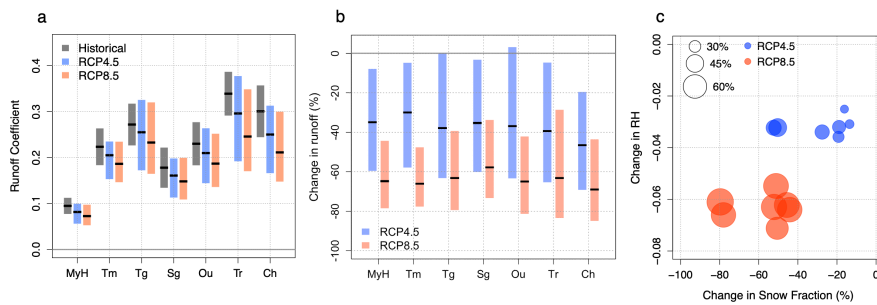 a
Runoff Coefficient
0.4
0.3
0.2
0.1
0.0
Historical
RCP4.5
RCP8.5
MyH Tm Tg Sg Ou Tr Ch
b
Change in runoff (%)
0
−20
−40
−60
−80
−100
RCP4.5
RCP8.5
MyH Tm Tg Sg Ou Tr Ch
c
Change in RH
0.00
−0.02
−0.04
−0.06
−0.08
30%
45%
60%
RCP4.5
RCP8.5
−100 −80 −60 −40 −20 0
Change in Snow Fraction (%)